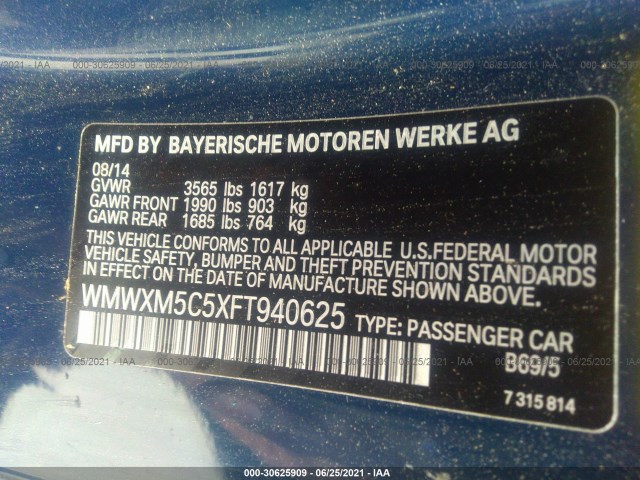 MFD BY BAYERISCHE MOTOREN WERKE AG
08/14
GVWR 3565 lbs 1617 kg
GAWR FRONT 1990 lbs 903 kg
GAWR REAR 1685 lbs 764 kg
THIS VEHICLE CONFORMS TO ALL APPLICABLE U.S.FEDERAL MOTOR
VEHICLE SAFETY, BUMPER AND THEFT PREVENTION STANDARDS
IN EFFECT ON THE DATE OF MANUFACTURE SHOWN ABOVE.
WMWXM5C5XFT940625 TYPE: PASSENGER CAR
B69/5
7 315 814
000-30625909 - 06/25/2021 - IAA